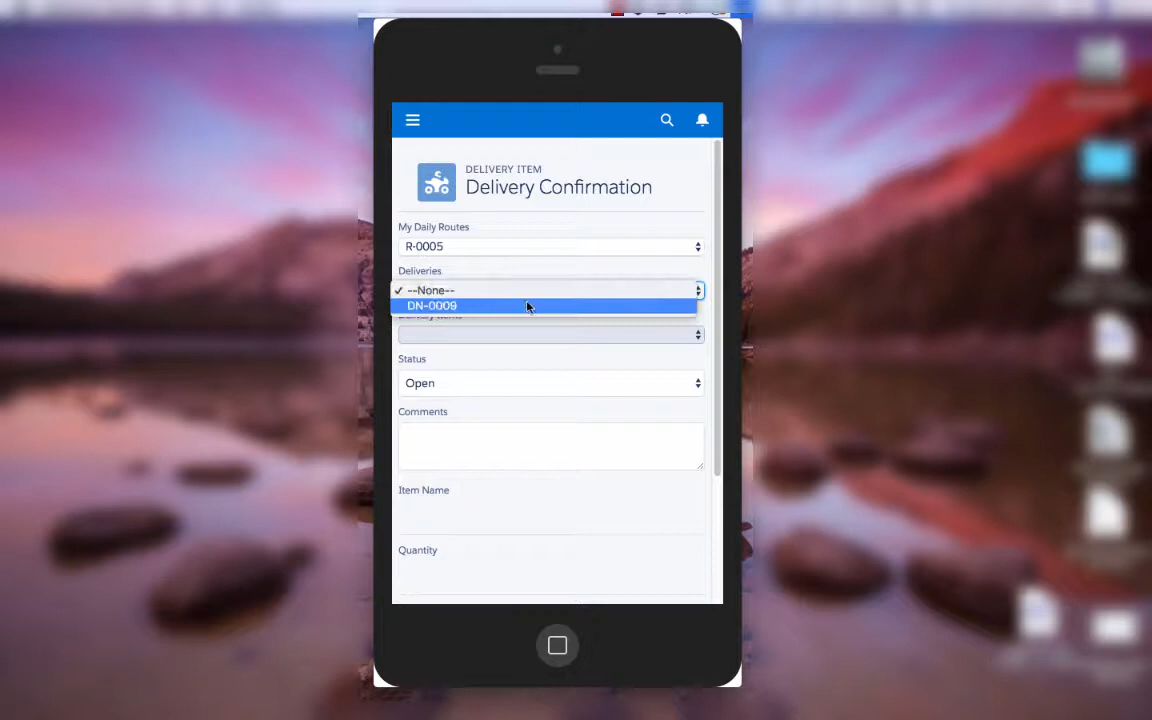 DELIVERY ITEM
Delivery Confirmation
My Daily Routes
R-0005
Deliveries
✓ --None--
DN-0009
Status
Open
Comments
Item Name
Quantity